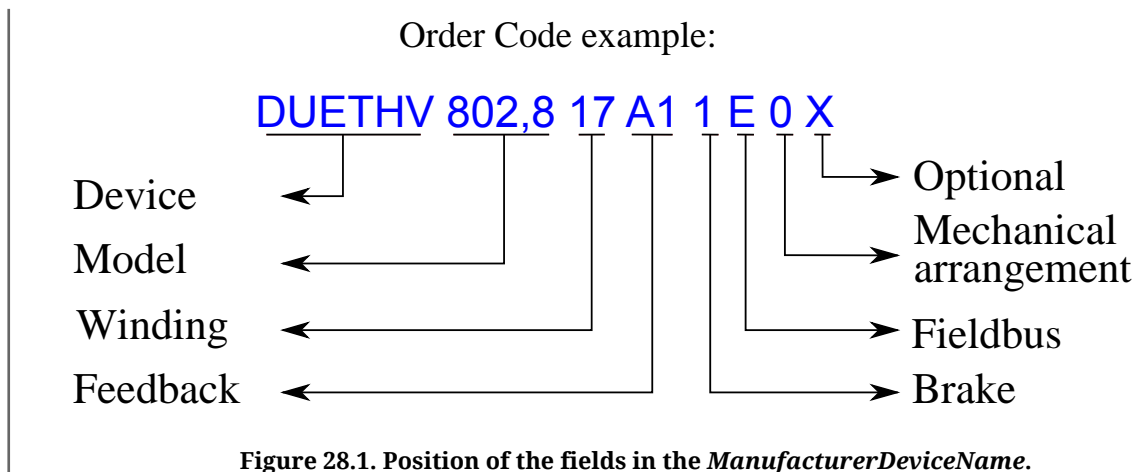 Order Code example:
DUETHV 802,8 17 A1 1 E 0 X
Device
Model
Winding
Feedback
Optional
Mechanical
arrangement
Fieldbus
Brake
Figure 28.1. Position of the fields in the ManufacturerDeviceName.